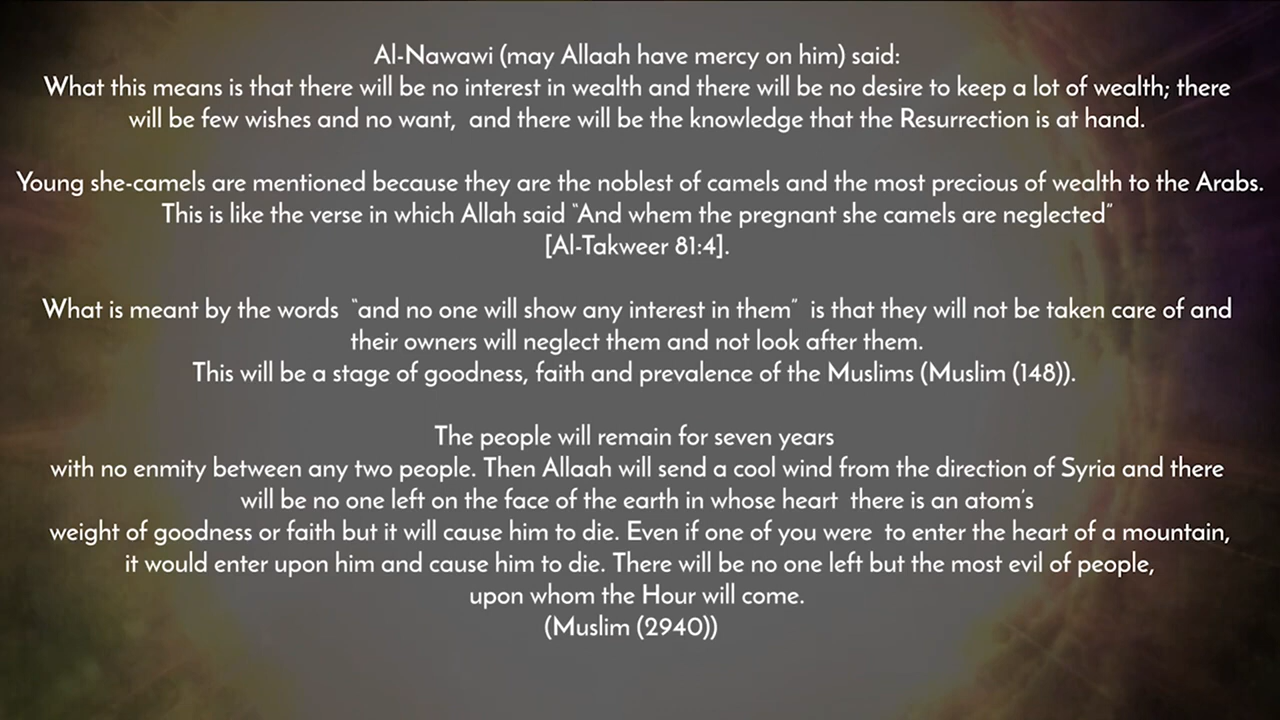 Al-Nawawi (may Allaah have mercy on him) said:
What this means is that there will be no interest in wealth and there will be no desire to keep a lot of wealth; there
will be few wishes and no want, and there will be the knowledge that the Resurrection is at hand.
Young she-camels are mentioned because they are the noblest of camels and the most precious of wealth to the Arabs.
This is like the verse in which Allah said “And whem the pregnant she camels are neglected”
[Al-Takweer 81:4].
What is meant by the words “and no one will show any interest in them” is that they will not be taken care of and
their owners will neglect them and not look after them.
This will be a stage of goodness, faith and prevalence of the Muslims (Muslim (148)).
The people will remain for seven years
with no enmity between any two people. Then Allaah will send a cool wind from the direction of Syria and there
will be no one left on the face of the earth in whose heart there is an atom's
weight of goodness or faith but it will cause him to die. Even if one of you were to enter the heart of a mountain,
it would enter upon him and cause him to die. There will be no one left but the most evil of people,
upon whom the Hour will come.
(Muslim (2940))